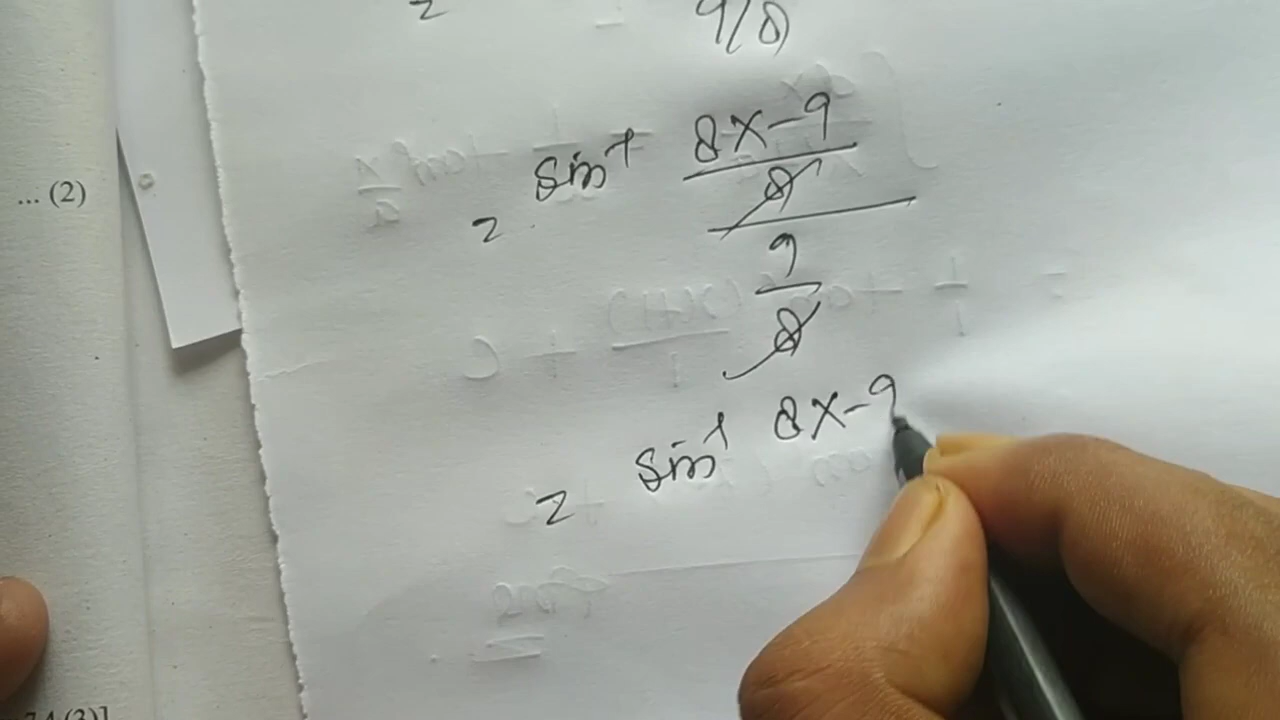 = 9/8
... (2)
= sin⁻¹ 8x-9
8
9
8
= sin⁻¹ 8x-9